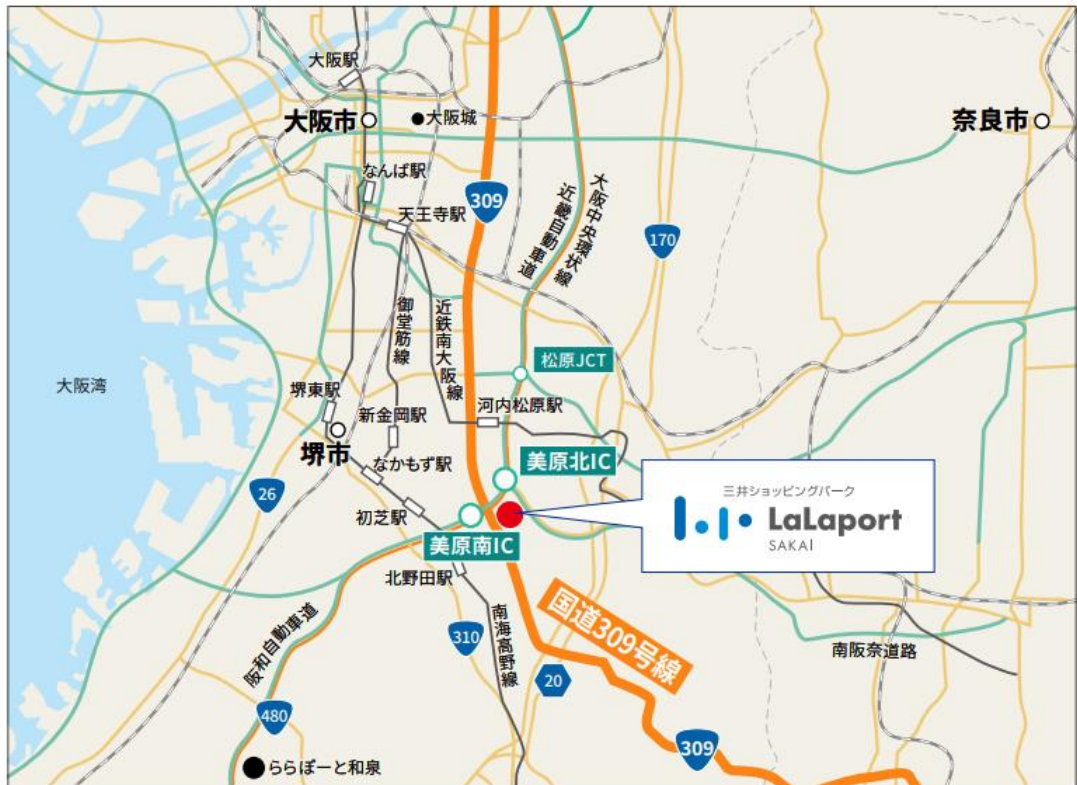 大阪駅
大阪市
大阪城
奈良市
なんば駅
309
天王寺駅
大阪中央環状線
近畿自動車道
170
御堂筋線
近鉄南大阪線
松原JCT
大阪湾
堺東駅
新金岡駅
河内松原駅
堺市
なかもず駅
美原北IC
26
三井ショッピングパーク
LaLaport
SAKAI
初芝駅
美原南IC
北野田駅
国道309号線
阪和自動車道
310
南海高野線
南阪奈道路
20
480
309
ららぽーと和泉